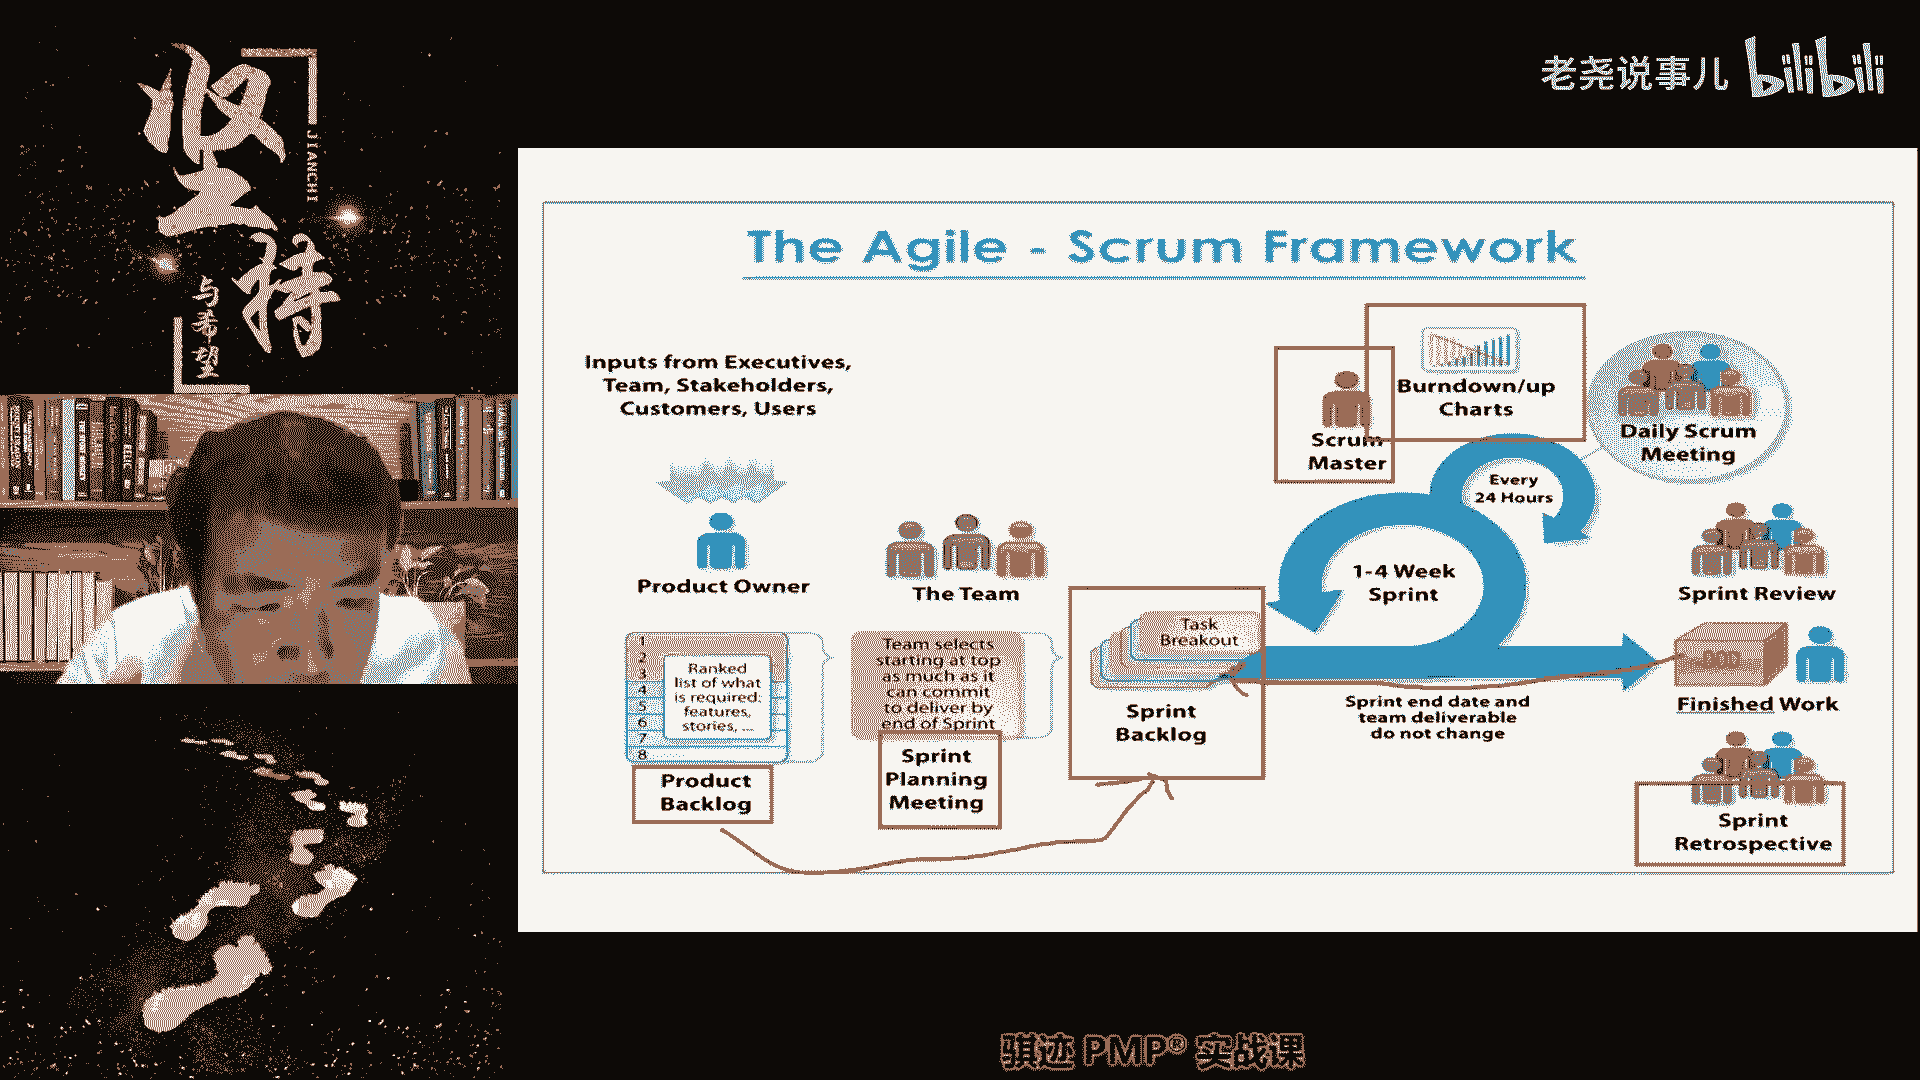 坚持
JIANCHI
与希望
老尧说事儿 bilibili
The Agile - Scrum Framework
Inputs from Executives,
Team, Stakeholders,
Customers, Users
Product Owner
The Team
1
2
3
4
5
6
7
8
Ranked
list of what
is required:
features,
stories, ...
Product
Backlog
Team selects
starting at top
as much as it
can commit
to deliver by
end of Sprint
Sprint
Planning
Meeting
Task
Breakout
Sprint
Backlog
Scrum
Master
Burndown/up
Charts
Every
24 Hours
1-4 Week
Sprint
Sprint end date and
team deliverable
do not change
Daily Scrum
Meeting
Sprint Review
Finished Work
Sprint
Retrospective
骐迹 PMP® 实战课